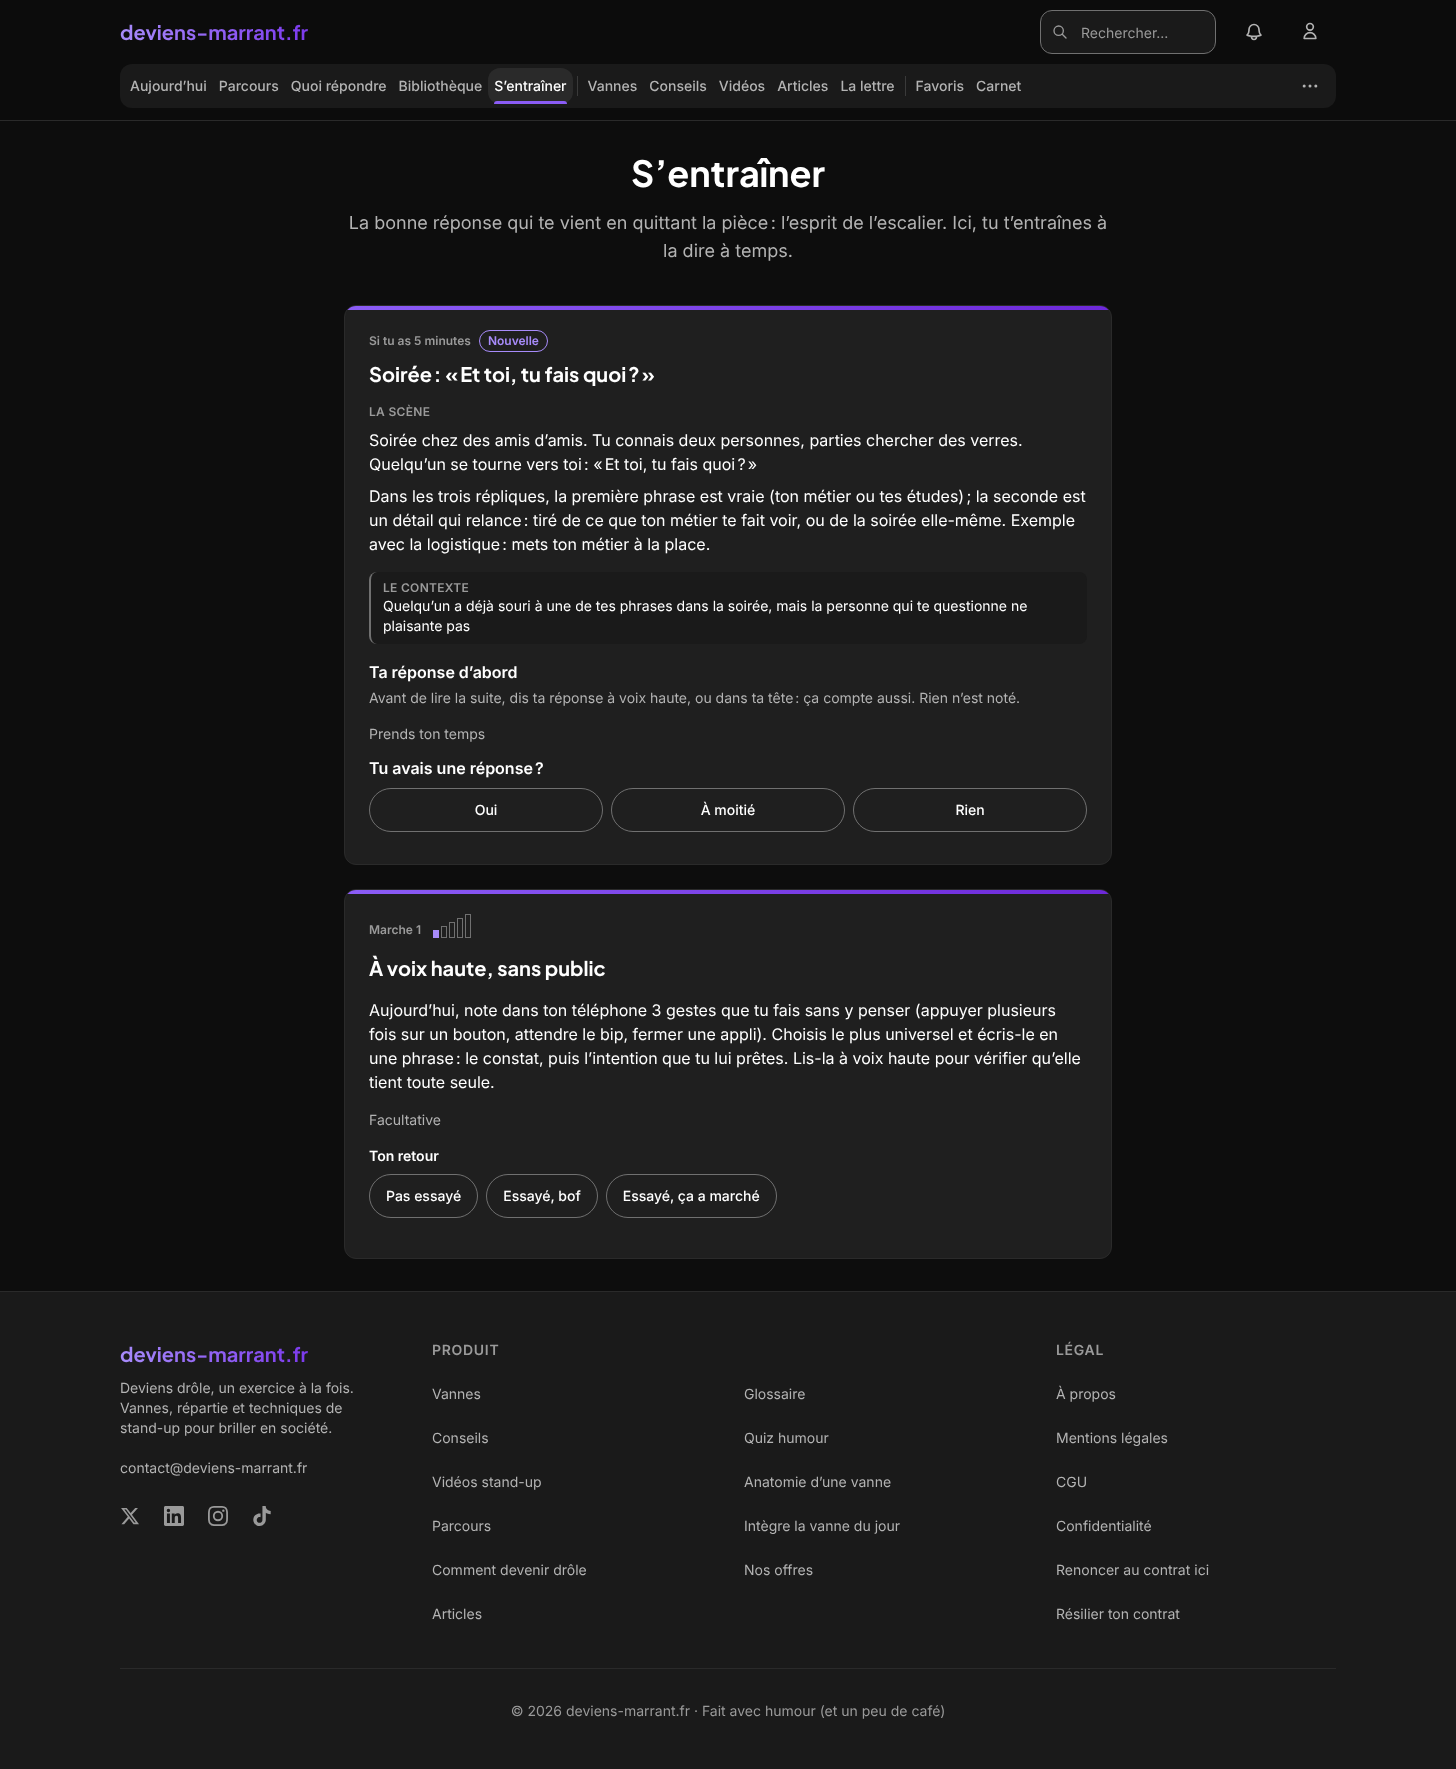 deviens-marrant.fr
Rechercher...
Aujourd’hui Parcours Quoi répondre Bibliothèque S’entraîner Vannes Conseils Vidéos Articles La lettre Favoris Carnet
S’entraîner
La bonne réponse qui te vient en quittant la pièce : l’esprit de l’escalier. Ici, tu t’entraînes à
la dire à temps.
Si tu as 5 minutes Nouvelle
Soirée : « Et toi, tu fais quoi ? »
LA SCÈNE
Soirée chez des amis d’amis. Tu connais deux personnes, parties chercher des verres.
Quelqu’un se tourne vers toi : « Et toi, tu fais quoi ? »
Dans les trois répliques, la première phrase est vraie (ton métier ou tes études) ; la seconde est
un détail qui relance : tiré de ce que ton métier te fait voir, ou de la soirée elle-même. Exemple
avec la logistique : mets ton métier à la place.
LE CONTEXTE
Quelqu’un a déjà souri à une de tes phrases dans la soirée, mais la personne qui te questionne ne
plaisante pas
Ta réponse d’abord
Avant de lire la suite, dis ta réponse à voix haute, ou dans ta tête : ça compte aussi. Rien n’est noté.
Prends ton temps
Tu avais une réponse ?
Oui À moitié Rien
Marche 1
À voix haute, sans public
Aujourd’hui, note dans ton téléphone 3 gestes que tu fais sans y penser (appuyer plusieurs
fois sur un bouton, attendre le bip, fermer une appli). Choisis le plus universel et écris-le en
une phrase : le constat, puis l’intention que tu lui prêtes. Lis-la à voix haute pour vérifier qu’elle
tient toute seule.
Facultative
Ton retour
Pas essayé Essayé, bof Essayé, ça a marché
deviens-marrant.fr
Deviens drôle, un exercice à la fois.
Vannes, répartie et techniques de
stand-up pour briller en société.
contact@deviens-marrant.fr
PRODUIT
Vannes
Conseils
Vidéos stand-up
Parcours
Comment devenir drôle
Articles
Glossaire
Quiz humour
Anatomie d’une vanne
Intègre la vanne du jour
Nos offres
LÉGAL
À propos
Mentions légales
CGU
Confidentialité
Renoncer au contrat ici
Résilier ton contrat
© 2026 deviens-marrant.fr · Fait avec humour (et un peu de café)